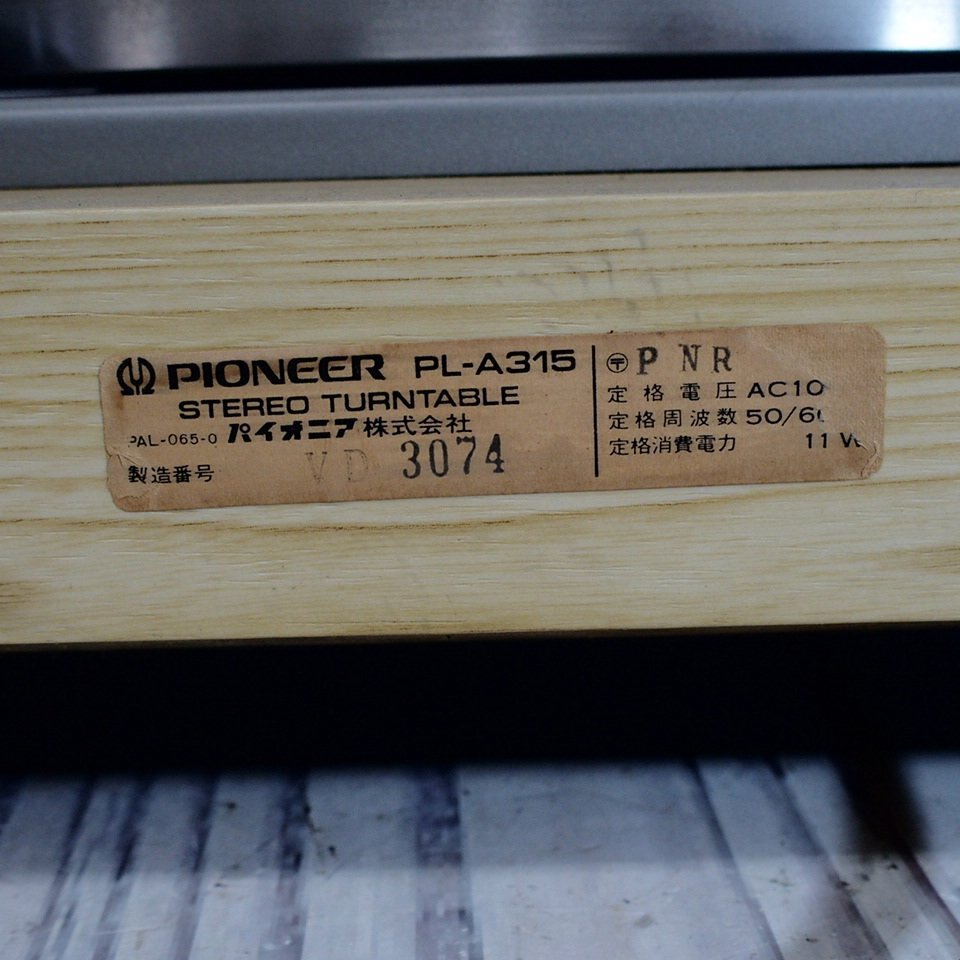 PIONEER PL-A315
STEREO TURNTABLE
PAL-065-0 パイオニア株式会社
製造番号 VD 3074
〶 PNR
定格電圧 AC10
定格周波数 50/6
定格消費電力 11 W